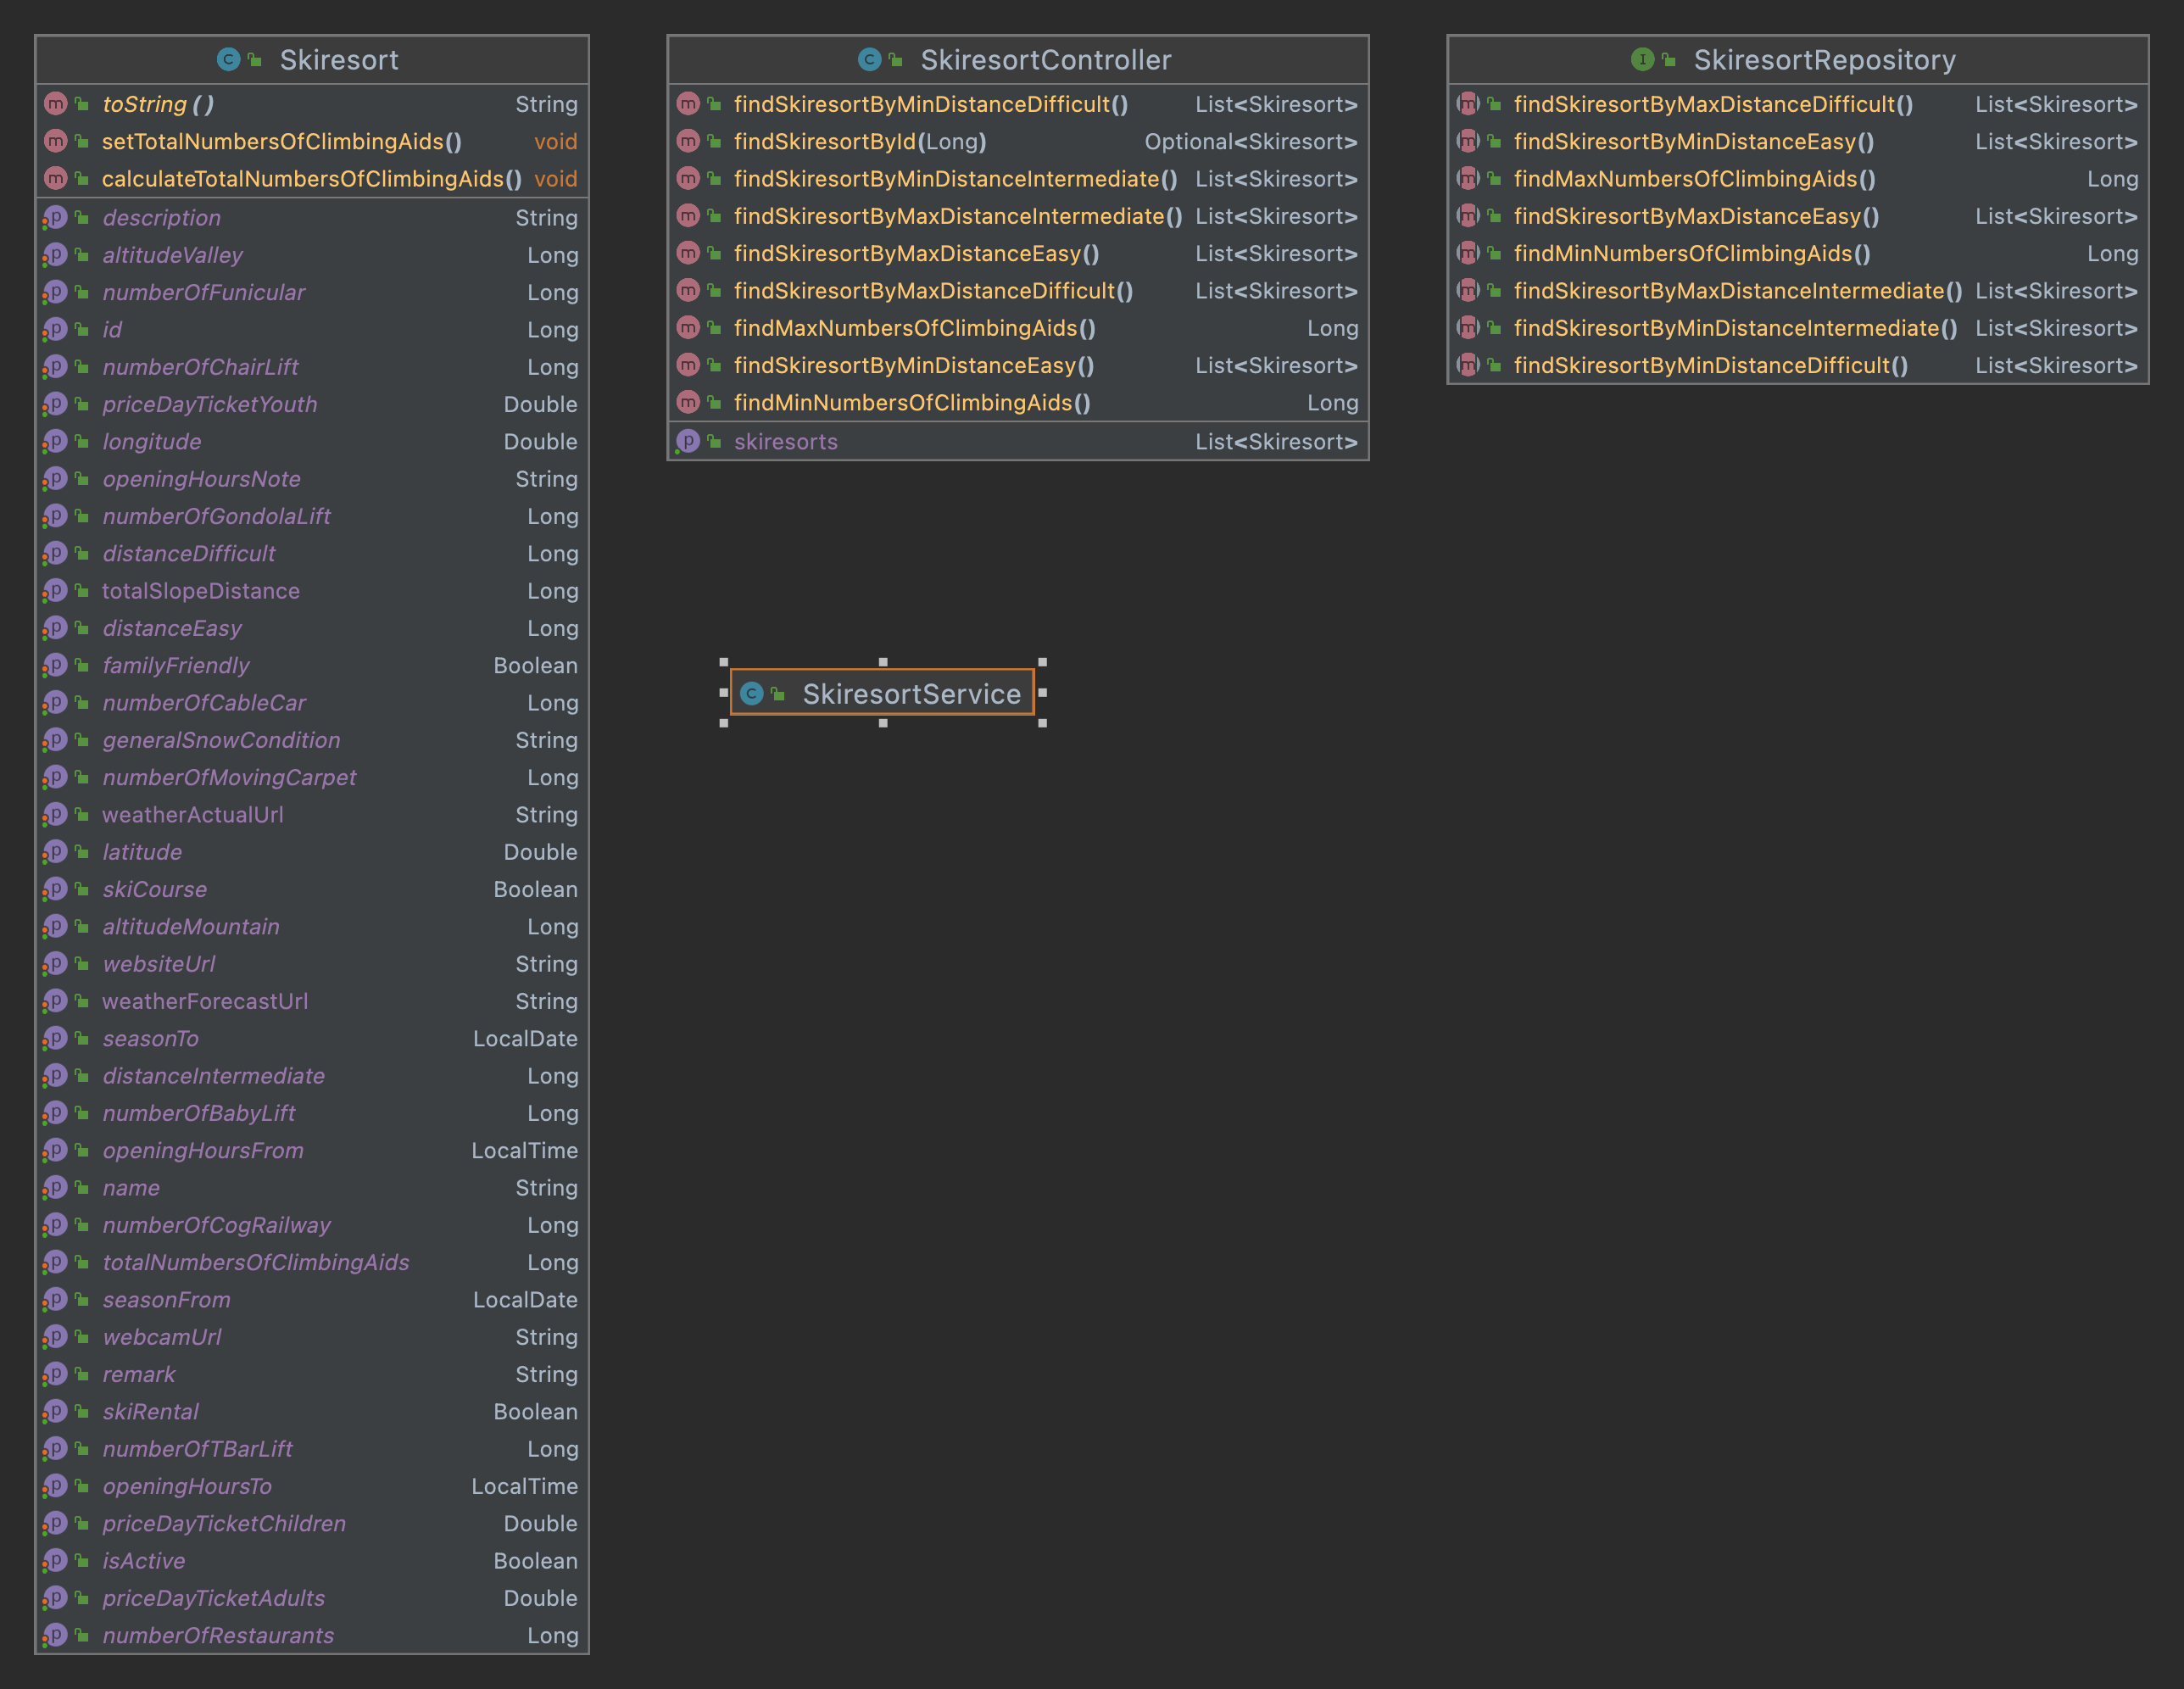 Skiresort
toString () String
setTotalNumbersOfClimbingAids() void
calculateTotalNumbersOfClimbingAids() void
description String
altitudeValley Long
numberOfFunicular Long
id Long
numberOfChairLift Long
priceDayTicketYouth Double
longitude Double
openingHoursNote String
numberOfGondolaLift Long
distanceDifficult Long
totalSlopeDistance Long
distanceEasy Long
familyFriendly Boolean
numberOfCableCar Long
generalSnowCondition String
numberOfMovingCarpet Long
weatherActualUrl String
latitude Double
skiCourse Boolean
altitudeMountain Long
websiteUrl String
weatherForecastUrl String
seasonTo LocalDate
distanceIntermediate Long
numberOfBabyLift Long
openingHoursFrom LocalTime
name String
numberOfCogRailway Long
totalNumbersOfClimbingAids Long
seasonFrom LocalDate
webcamUrl String
remark String
skiRental Boolean
numberOfTBarLift Long
openingHoursTo LocalTime
priceDayTicketChildren Double
isActive Boolean
priceDayTicketAdults Double
numberOfRestaurants Long
SkiresortController
findSkiresortByMinDistanceDifficult() List<Skiresort>
findSkiresortById(Long) Optional<Skiresort>
findSkiresortByMinDistanceIntermediate() List<Skiresort>
findSkiresortByMaxDistanceIntermediate() List<Skiresort>
findSkiresortByMaxDistanceEasy() List<Skiresort>
findSkiresortByMaxDistanceDifficult() List<Skiresort>
findMaxNumbersOfClimbingAids() Long
findSkiresortByMinDistanceEasy() List<Skiresort>
findMinNumbersOfClimbingAids() Long
skiresorts List<Skiresort>
SkiresortService
SkiresortRepository
findSkiresortByMaxDistanceDifficult() List<Skiresort>
findSkiresortByMinDistanceEasy() List<Skiresort>
findMaxNumbersOfClimbingAids() Long
findSkiresortByMaxDistanceEasy() List<Skiresort>
findMinNumbersOfClimbingAids() Long
findSkiresortByMaxDistanceIntermediate() List<Skiresort>
findSkiresortByMinDistanceIntermediate() List<Skiresort>
findSkiresortByMinDistanceDifficult() List<Skiresort>